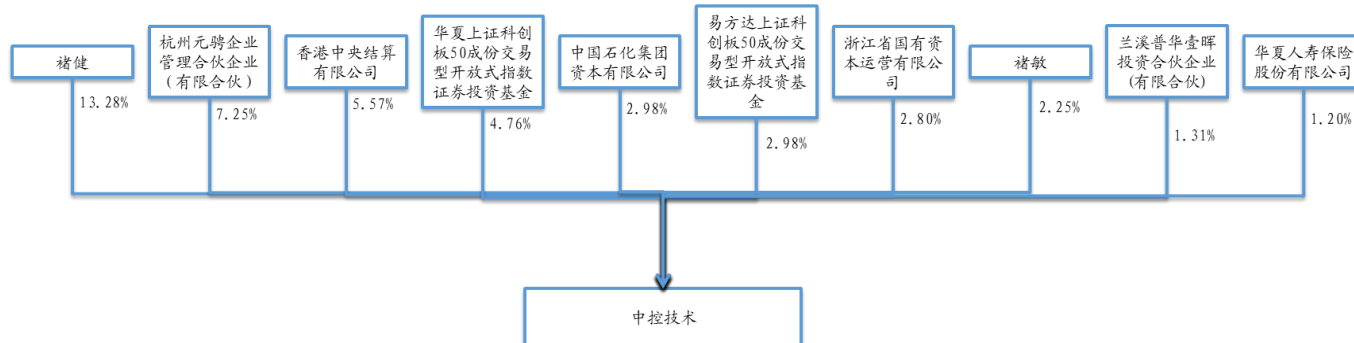 褚健
13.28%
杭州元骋企业
管理合伙企业
（有限合伙）
7.25%
香港中央结算
有限公司
5.57%
华夏上证科创
板50成份交易
型开放式指数
证券投资基金
4.76%
中国石化集团
资本有限公司
2.98%
易方达上证科
创板50成份交
易型开放式指
数证券投资基
金
2.98%
浙江省国有资
本运营有限公
司
2.80%
褚敏
2.25%
兰溪普华壹晖
投资合伙企业
(有限合伙)
1.31%
华夏人寿保险
股份有限公司
1.20%
中控技术